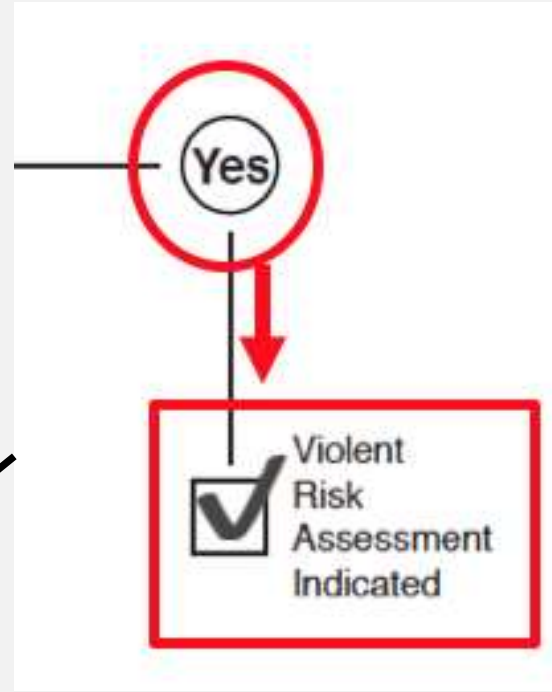 Yes
Violent
Risk
Assessment
Indicated